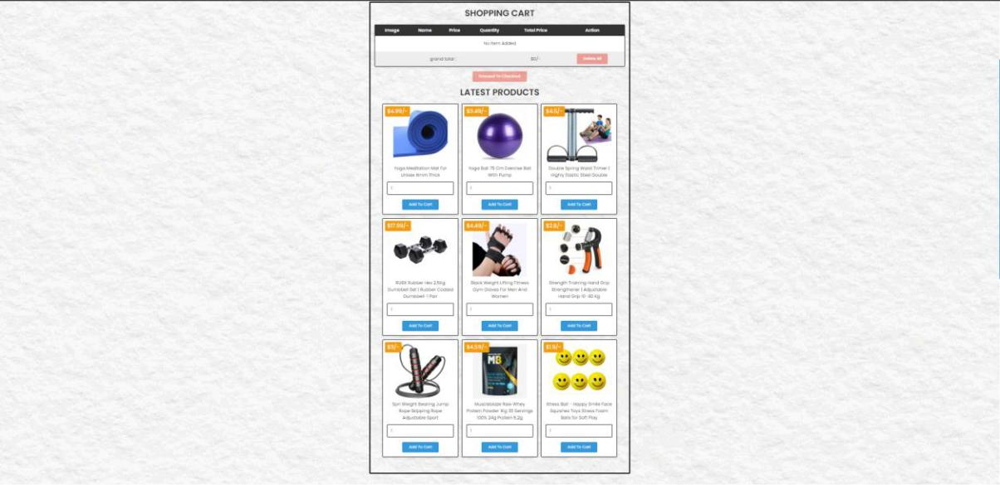 SHOPPING CART
Image Name Price Quantity Total Price Action
No Item Added
grand total : $0/- Delete All
Proceed To Checkout
LATEST PRODUCTS
$4.99/- $3.49/- $4.5/-
Yoga Meditation Mat For
Unisex Thick
Yoga Ball 75 Cm Exercise Ball
With Pump
Double Spring Waist Trimer |
Highly Elastic Steel Double
1 1 1
Add To Cart Add To Cart Add To Cart
$17.99/- $4.49/- $2.8/-
Rubber Hex 2.5Kg
Dumbbell Set | Rubber Coated
Dumbbell -1 Pair
Black Weight Lifting Fitness
Gym Gloves For Men And
Women
Strength Training Hand Grip
Strengthener | Adjustable
Hand Grip 10-40 Kg
1 1 1
Add To Cart Add To Cart Add To Cart
$3/- $4.59/- $1.9/-
Weight Bearing Jump
Rope Skipping Rope
Adjustable Sport
MB
Muscleblaze Raw Whey
Protein Powder 1Kg 33 Servings
100% 24g Protein 5.2g
Stress Ball - Happy Smile Face
Squishes Toys Stress Foam
Balls for Soft Play
1 1 1
Add To Cart Add To Cart Add To Cart